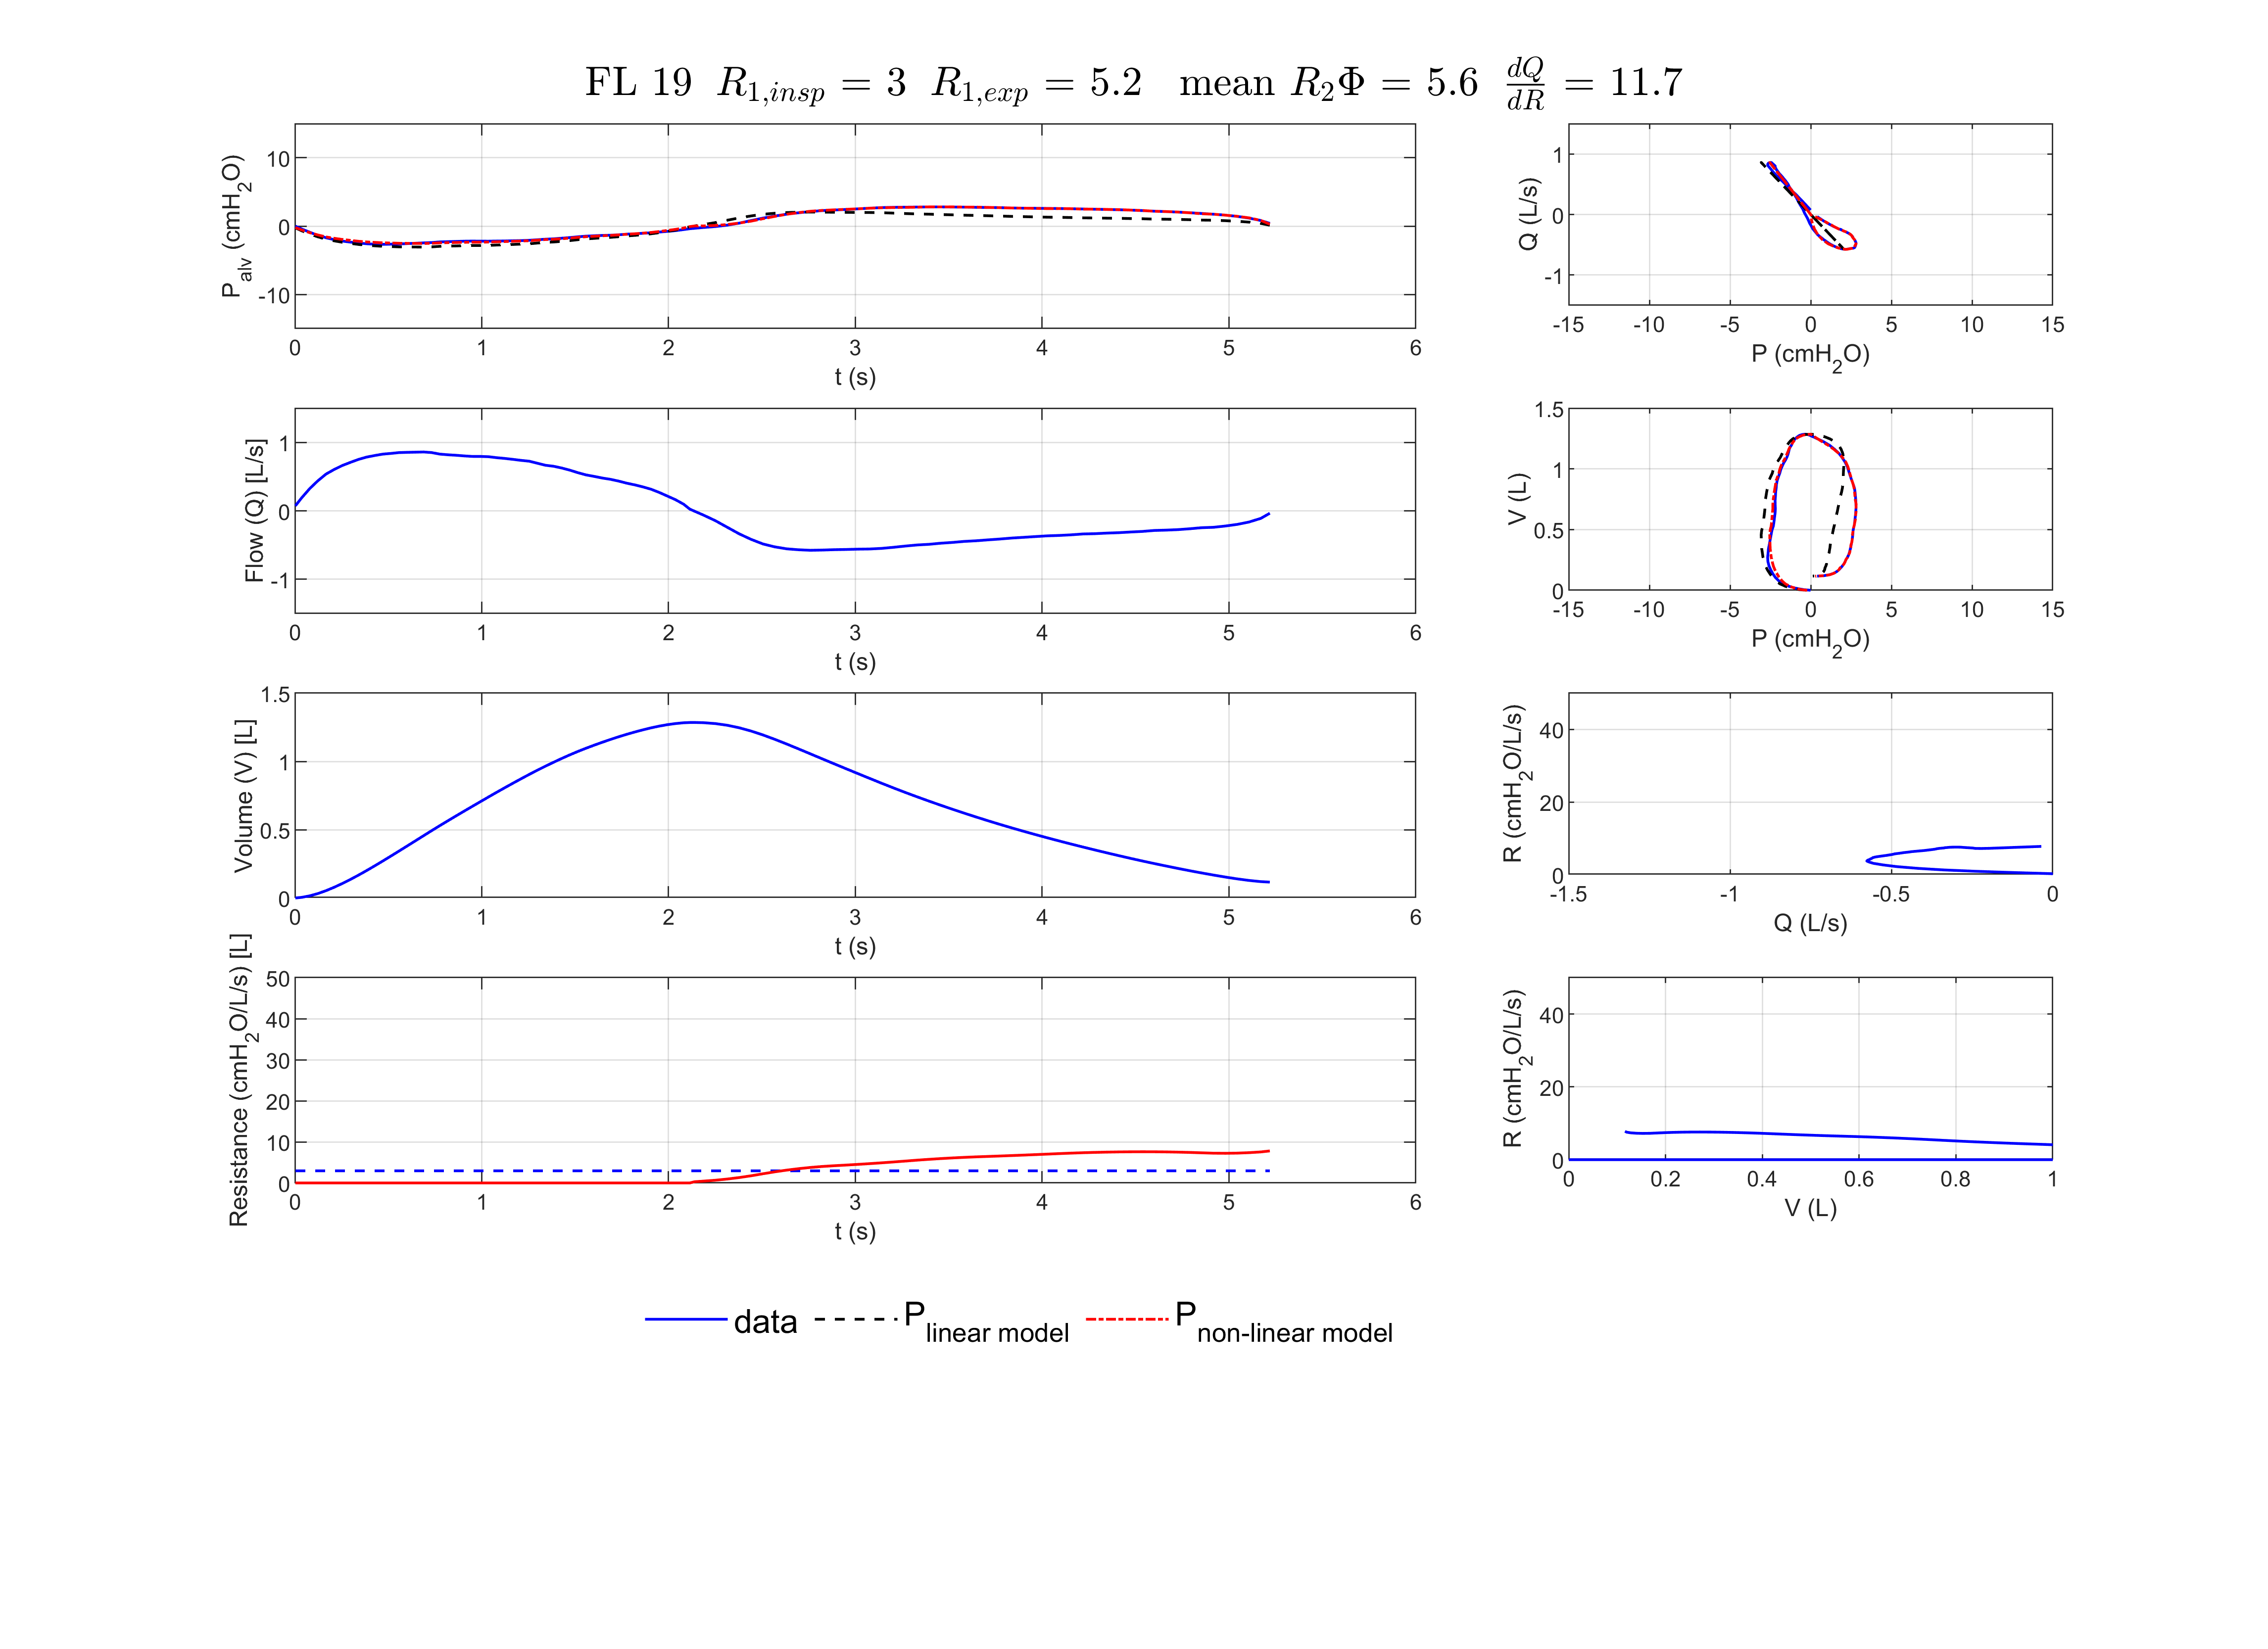 FL 19 R1,insp = 3 R1,exp = 5.2 mean R2Φ = 5.6 dQ/dR = 11.7
Palv (cmH2O)
10
0
-10
0 1 2 3 4 5 6
t (s)
Q (L/s)
1
0
-1
-15 -10 -5 0 5 10 15
P (cmH2O)
Flow (Q) [L/s]
1
0
-1
0 1 2 3 4 5 6
t (s)
V (L)
1.5
1
0.5
0
-15 -10 -5 0 5 10 15
P (cmH2O)
Volume (V) [L]
1.5
1
0.5
0
0 1 2 3 4 5 6
t (s)
R (cmH2O/L/s)
40
20
0
-1.5 -1 -0.5 0
Q (L/s)
Resistance (cmH2O/L/s) [L]
50
40
30
20
10
0
0 1 2 3 4 5 6
t (s)
R (cmH2O/L/s)
40
20
0
0 0.2 0.4 0.6 0.8 1
V (L)
data Plinear model Pnon-linear model